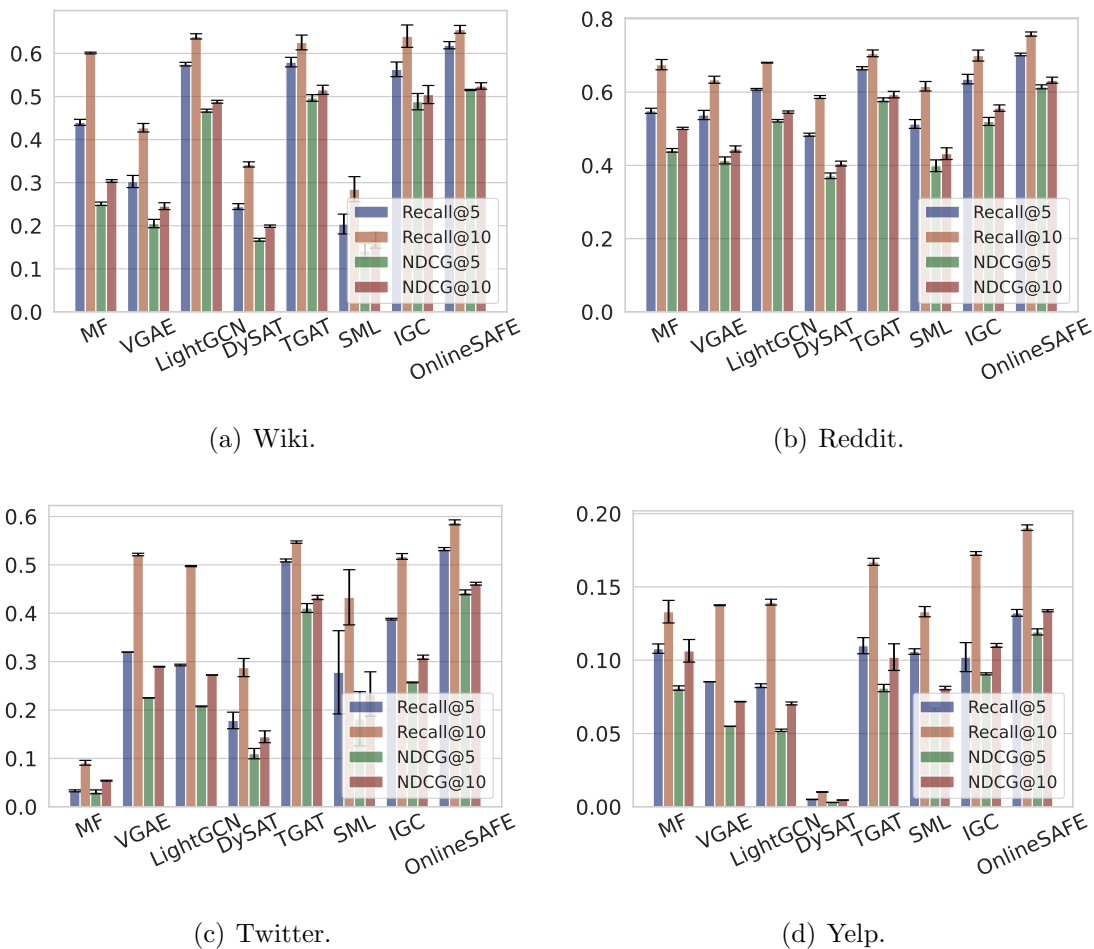 0.6
0.5
0.4
0.3
0.2
0.1
0.0
Recall@5
Recall@10
NDCG@5
NDCG@10
MF VGAE LightGCN DySAT TGAT SML IGC OnlineSAFE
(a) Wiki.
0.8
0.6
0.4
0.2
0.0
Recall@5
Recall@10
NDCG@5
NDCG@10
MF VGAE LightGCN DySAT TGAT SML IGC OnlineSAFE
(b) Reddit.
0.6
0.5
0.4
0.3
0.2
0.1
0.0
Recall@5
Recall@10
NDCG@5
NDCG@10
MF VGAE LightGCN DySAT TGAT SML IGC OnlineSAFE
(c) Twitter.
0.20
0.15
0.10
0.05
0.00
Recall@5
Recall@10
NDCG@5
NDCG@10
MF VGAE LightGCN DySAT TGAT SML IGC OnlineSAFE
(d) Yelp.